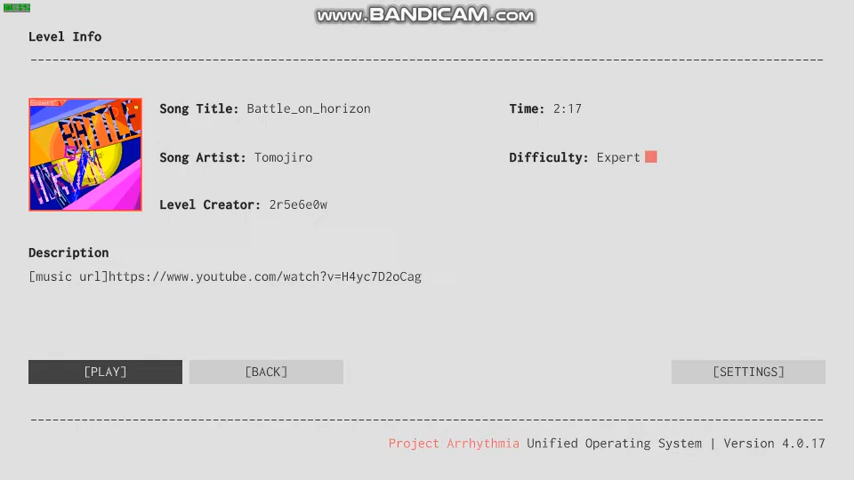 www.BANDICAM.com
Level Info
Song Title: Battle_on_horizon
Time: 2:17
BATTLE
Song Artist: Tomojiro
Difficulty: Expert
Level Creator: 2r5e6e0w
Description
[music url]https://www.youtube.com/watch?v=H4yc7D2oCag
[PLAY]
[BACK]
[SETTINGS]
Project Arrhythmia Unified Operating System | Version 4.0.17